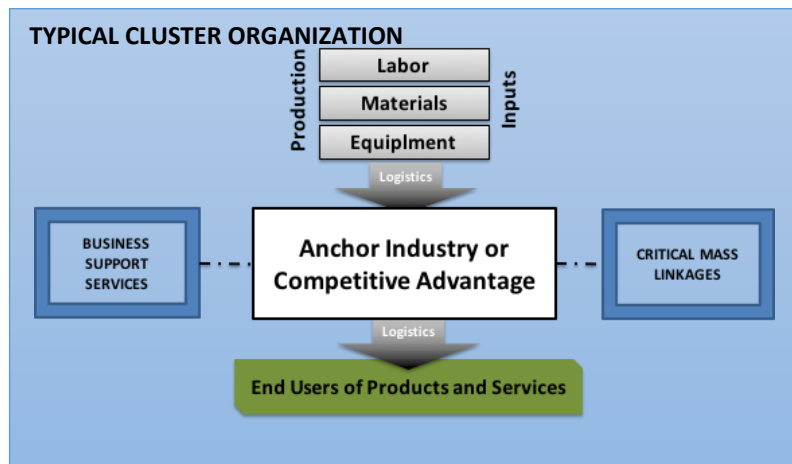 TYPICAL CLUSTER ORGANIZATION
Production
Labor
Materials
Equiplment
Inputs
Logistics
BUSINESS
SUPPORT
SERVICES
Anchor Industry or
Competitive Advantage
CRITICAL MASS
LINKAGES
Logistics
End Users of Products and Services